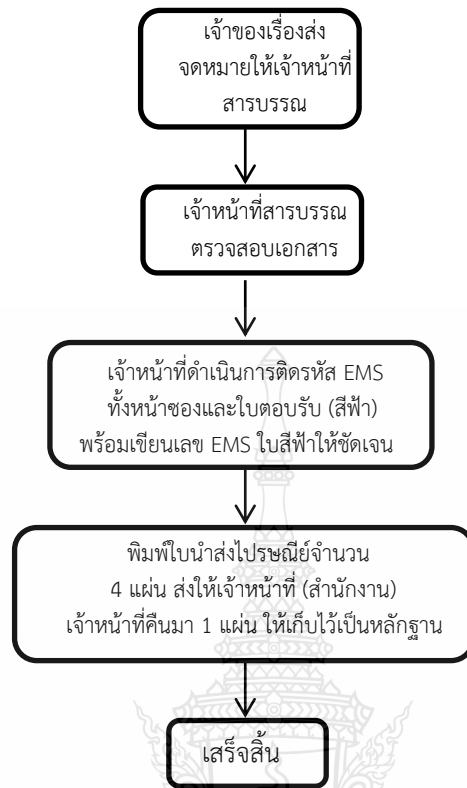 เจ้าของเรื่องส่ง
จดหมายให้เจ้าหน้าที่
สารบรรณ
เจ้าหน้าที่สารบรรณ
ตรวจสอบเอกสาร
เจ้าหน้าที่ดำเนินการติดรหัส EMS
ทั้งหน้าซองและใบตอบรับ (สีฟ้า)
พร้อมเขียนเลข EMS ใบสีฟ้าให้ชัดเจน
พิมพ์ใบนำส่งไปรษณีย์จำนวน
4 แผ่น ส่งให้เจ้าหน้าที่ (สำนักงาน)
เจ้าหน้าที่คืนมา 1 แผ่น ให้เก็บไว้เป็นหลักฐาน
เสร็จสิ้น